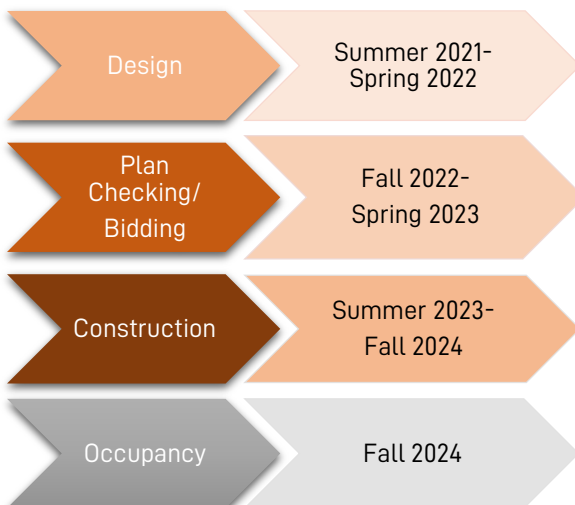 Design
Summer 2021-
Spring 2022
Plan
Checking/
Bidding
Fall 2022-
Spring 2023
Construction
Summer 2023-
Fall 2024
Occupancy
Fall 2024